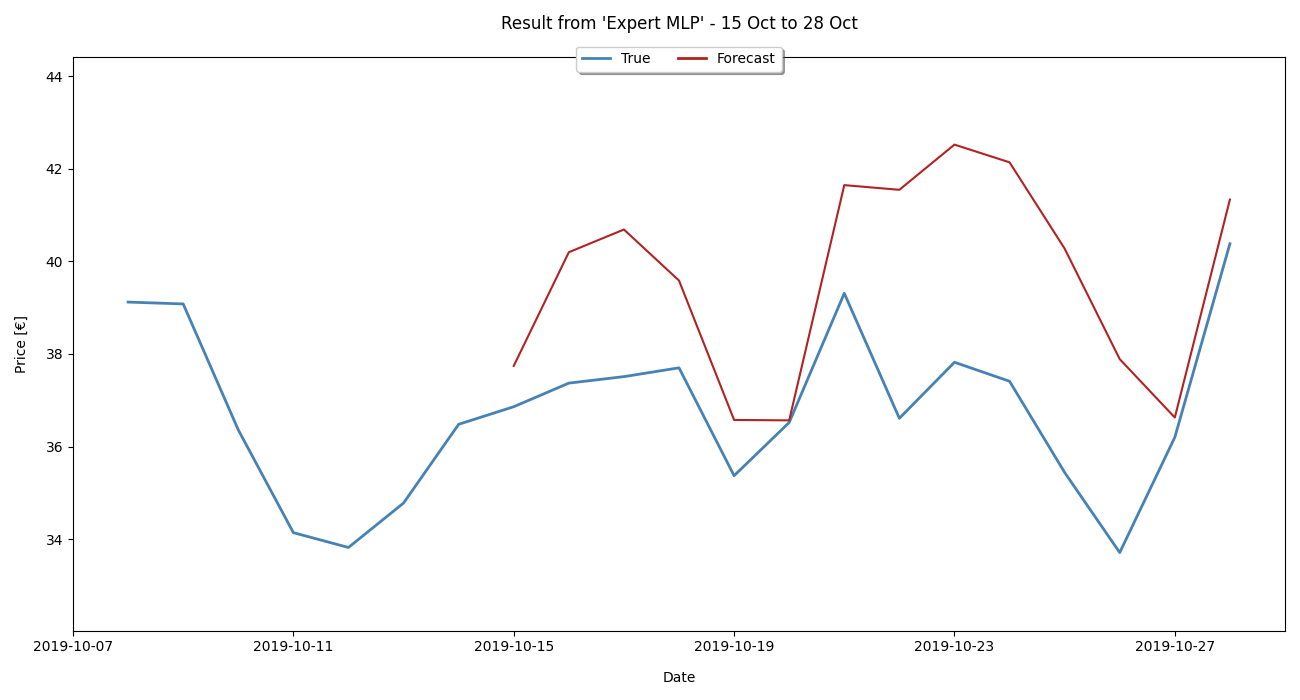 Result from 'Expert MLP' - 15 Oct to 28 Oct
True Forecast
44
42
40
38
36
34
Price [€]
2019-10-07 2019-10-11 2019-10-15 2019-10-19 2019-10-23 2019-10-27
Date